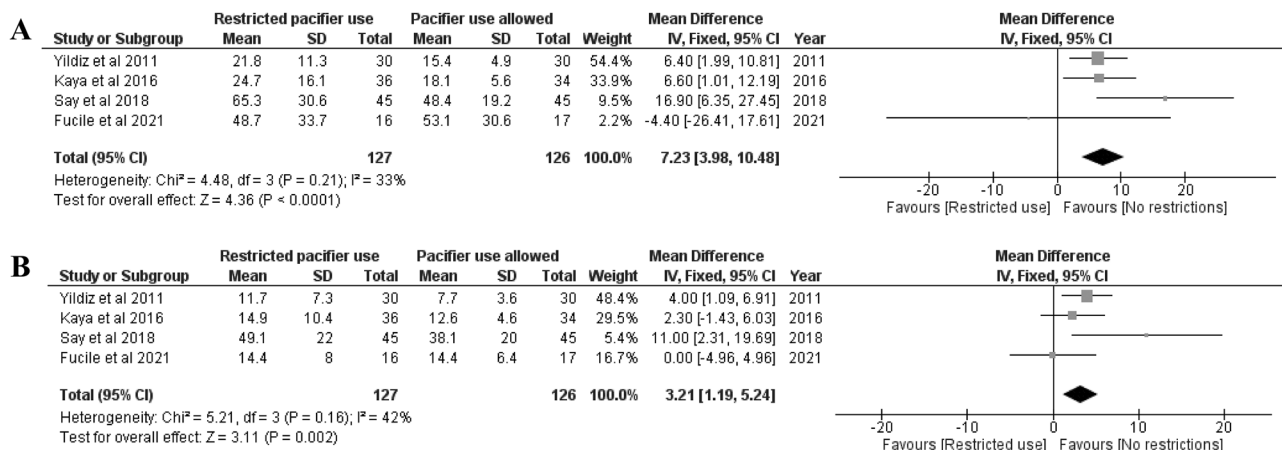 A
Restricted pacifier use Pacifier use allowed Mean Difference Mean Difference
Study or Subgroup Mean SD Total Mean SD Total Weight IV, Fixed, 95% CI Year IV, Fixed, 95% CI
Yildiz et al 2011 21.8 11.3 30 15.4 4.9 30 54.4% 6.40 [1.99, 10.81] 2011
Kaya et al 2016 24.7 16.1 36 18.1 5.6 34 33.9% 6.60 [1.01, 12.19] 2016
Say et al 2018 65.3 30.6 45 48.4 19.2 45 9.5% 16.90 [6.35, 27.45] 2018
Fucile et al 2021 48.7 33.7 16 53.1 30.6 17 2.2% -4.40 [-26.41, 17.61] 2021
Total (95% CI) 127 126 100.0% 7.23 [3.98, 10.48]
Heterogeneity: Chi² = 4.48, df = 3 (P = 0.21); I² = 33%
Test for overall effect: Z = 4.36 (P < 0.0001)
-20 -10 0 10 20
Favours [Restricted use] Favours [No restrictions]
B
Restricted pacifier use Pacifier use allowed Mean Difference Mean Difference
Study or Subgroup Mean SD Total Mean SD Total Weight IV, Fixed, 95% CI Year IV, Fixed, 95% CI
Yildiz et al 2011 11.7 7.3 30 7.7 3.6 30 48.4% 4.00 [1.09, 6.91] 2011
Kaya et al 2016 14.9 10.4 36 12.6 4.6 34 29.5% 2.30 [-1.43, 6.03] 2016
Say et al 2018 49.1 22 45 38.1 20 45 5.4% 11.00 [2.31, 19.69] 2018
Fucile et al 2021 14.4 8 16 14.4 6.4 17 16.7% 0.00 [-4.96, 4.96] 2021
Total (95% CI) 127 126 100.0% 3.21 [1.19, 5.24]
Heterogeneity: Chi² = 5.21, df = 3 (P = 0.16); I² = 42%
Test for overall effect: Z = 3.11 (P = 0.002)
-20 -10 0 10 20
Favours [Restricted use] Favours [No restrictions]